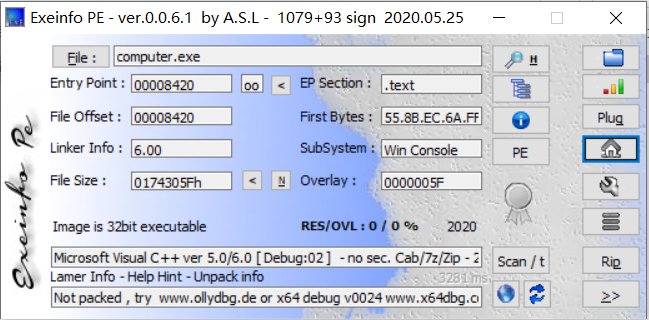 Exeinfo PE - ver.0.0.6.1 by A.S.L - 1079+93 sign 2020.05.25
File : computer.exe H
Entry Point : 00008420 oo < EP Section : .text
File Offset : 00008420 First Bytes : 55.8B.EC.6A.FF Plug
Linker Info : 6.00 SubSystem : Win Console PE
File Size : 0174305Fh < N Overlay : 0000005F
Image is 32bit executable RES/OVL : 0 / 0 % 2020
Microsoft Visual C++ ver 5.0/6.0 [ Debug:02 ] - no sec. Cab/7z/Zip - 2 Scan / t Rip
Lamer Info - Help Hint - Unpack info 3281 ms.
Not packed , try www.ollydbg.de or x64 debug v0024 www.x64dbg.c >>
Exeinfo Pe